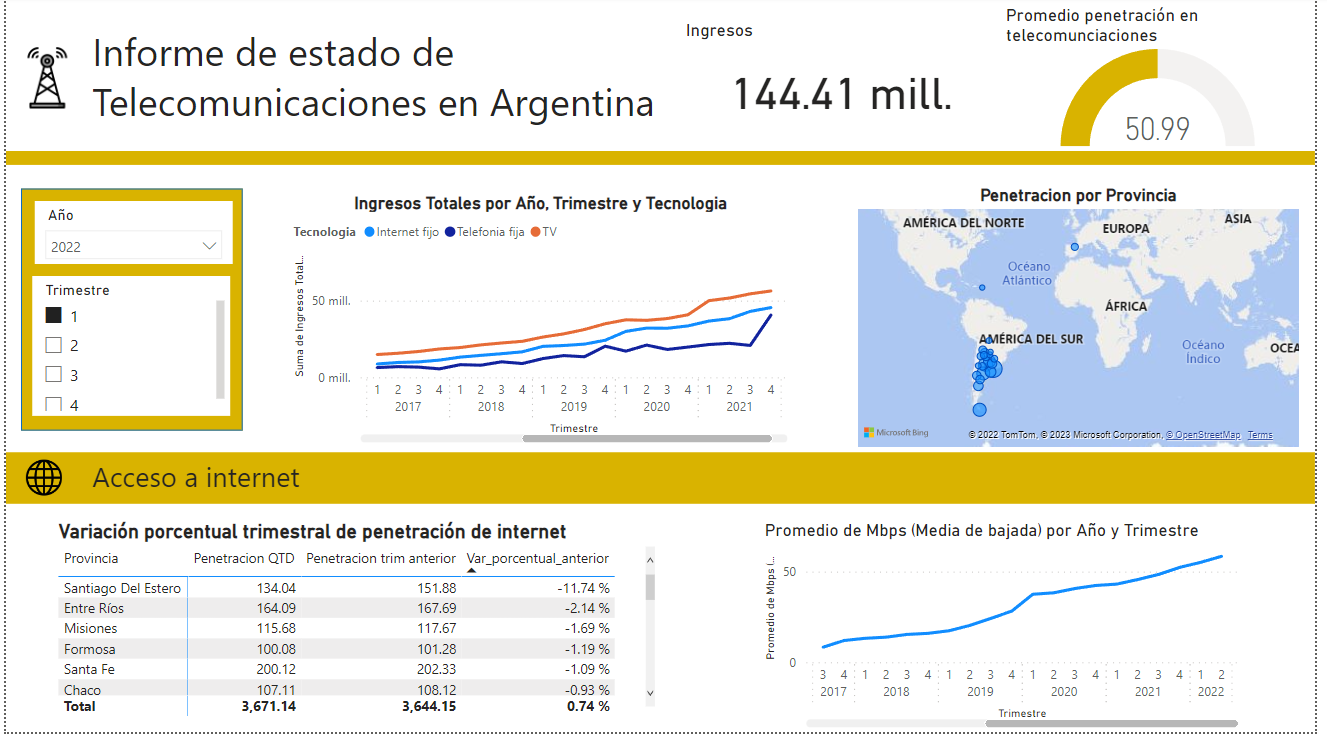 Informe de estado de
Telecomunicaciones en Argentina
Ingresos
144.41 mill.
Promedio penetración en
telecomunciaciones
50.99
Año
2022
Trimestre
1
2
3
4
Ingresos Totales por Año, Trimestre y Tecnologia
Tecnologia Internet fijo Telefonia fija TV
Suma de Ingresos Total...
50 mill.
0 mill.
1 2 3 4 1 2 3 4 1 2 3 4 1 2 3 4 1 2 3 4
2017 2018 2019 2020 2021
Trimestre
Penetracion por Provincia
AMÉRICA DEL NORTE
EUROPA
ASIA
Océano
Atlántico
ÁFRICA
AMÉRICA DEL SUR
Océano
Índico
OCEA
Microsoft Bing
© 2022 TomTom, © 2023 Microsoft Corporation, © OpenStreetMap Terms
Acceso a internet
Variación porcentual trimestral de penetración de internet
Provincia Penetracion QTD Penetracion trim anterior Var_porcentual_anterior
Santiago Del Estero 134.04 151.88 -11.74 %
Entre Ríos 164.09 167.69 -2.14 %
Misiones 115.68 117.67 -1.69 %
Formosa 100.08 101.28 -1.19 %
Santa Fe 200.12 202.33 -1.09 %
Chaco 107.11 108.12 -0.93 %
Total 3,671.14 3,644.15 0.74 %
Promedio de Mbps (Media de bajada) por Año y Trimestre
Promedio de Mbps (...
50
0
3 4 1 2 3 4 1 2 3 4 1 2 3 4 1 2 3 4 1 2
2017 2018 2019 2020 2021 2022
Trimestre